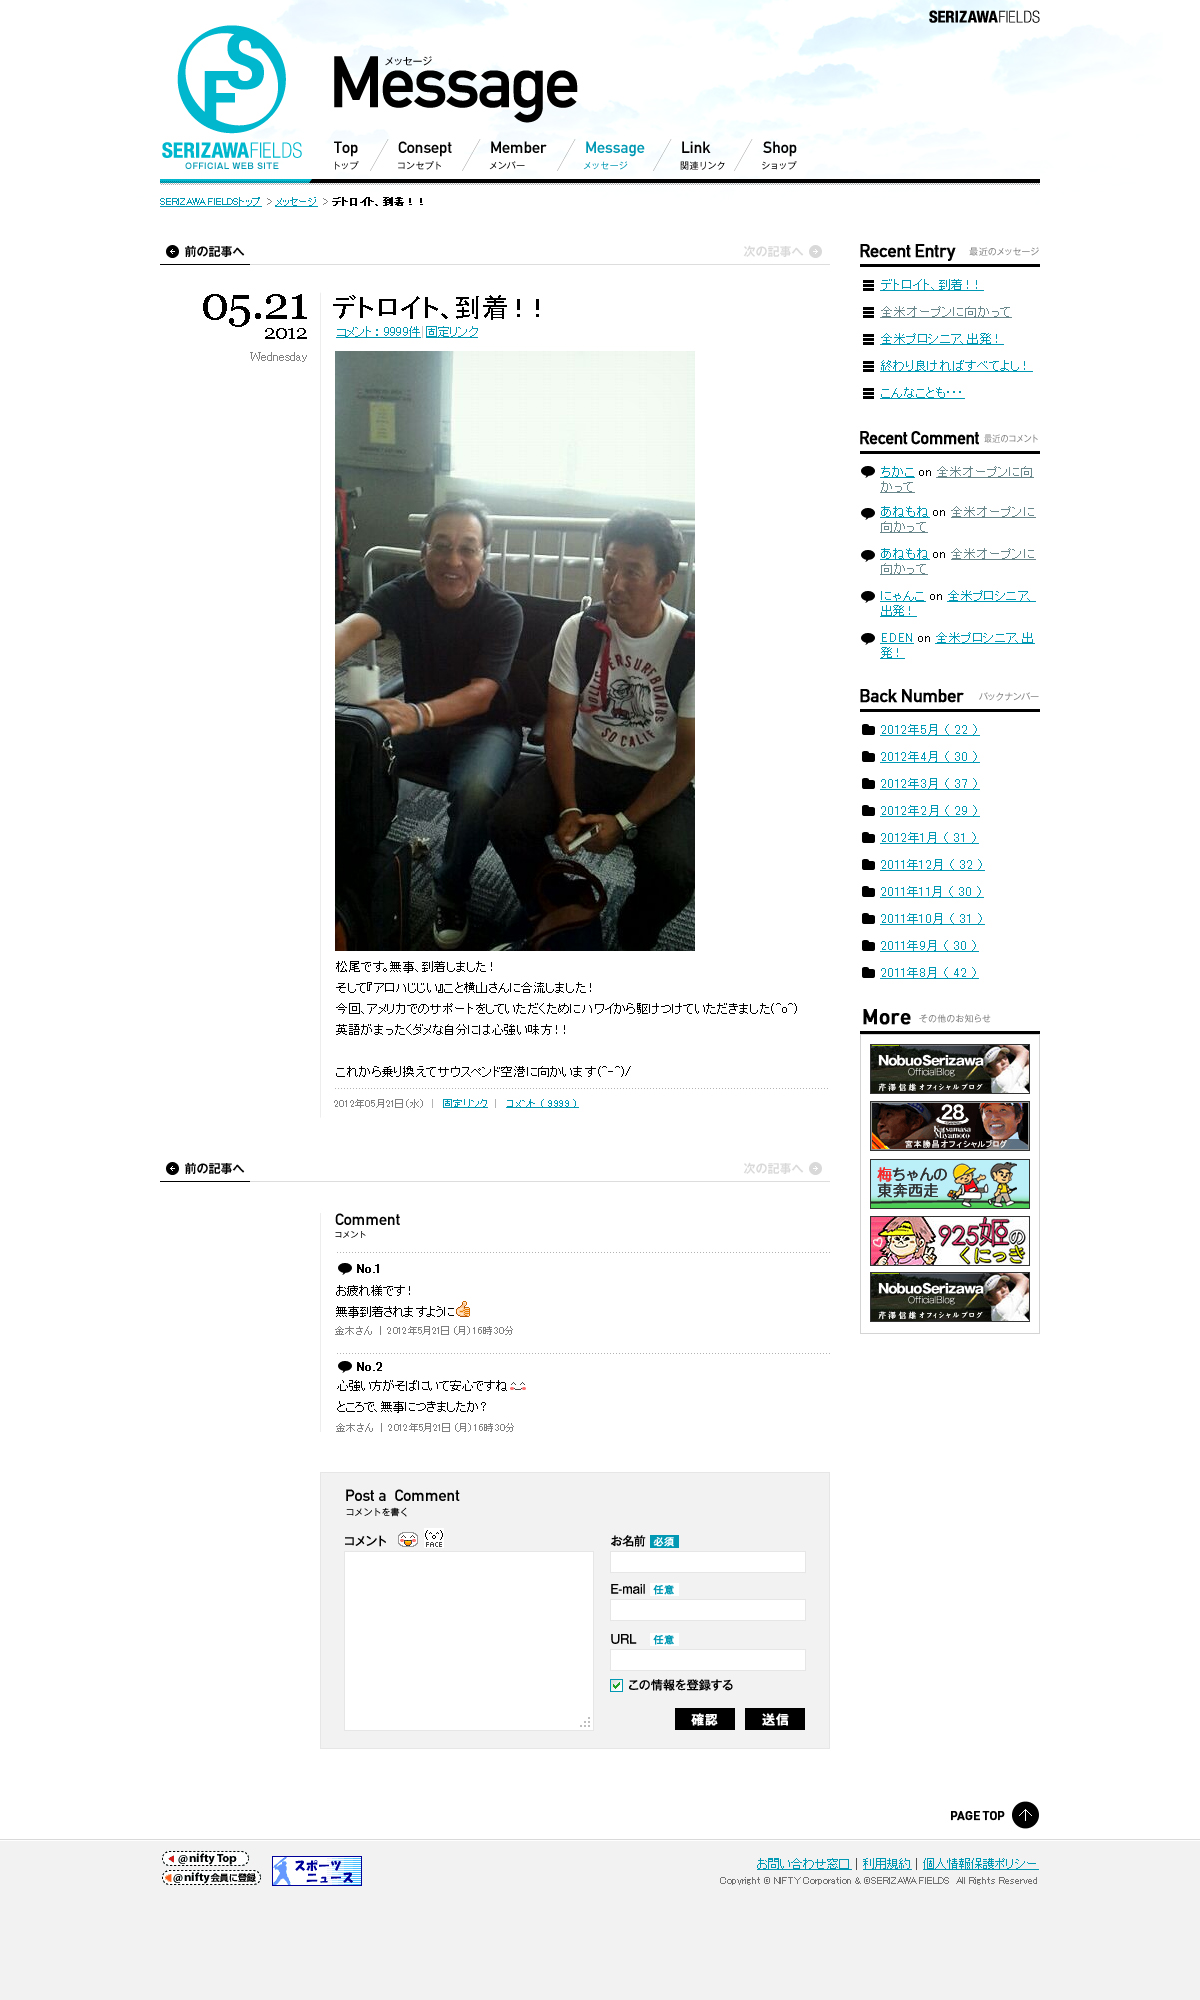 SERIZAWAFIELDS
FS
SERIZAWAFIELDS
OFFICIAL WEB SITE
メッセージ
Message
Top
トップ
Consept
コンセプト
Member
メンバー
Message
メッセージ
Link
関連リンク
Shop
ショップ
SERIZAWA FIELDSトップ > メッセージ > デトロイト、到着！！
前の記事へ
次の記事へ
05.21
2012
Wednesday
デトロイト、到着！！
コメント：9999件|固定リンク
SO CALIF
松尾です。無事、到着しました！
そして『アロハじじい』こと横山さんに合流しました！
今回、アメリカでのサポートをしていただくためにハワイから駆けつけていただきました(^o^)
英語がまったくダメな自分には心強い味方！！
これから乗り換えてサウスベンド空港に向かいます(^-^)/
2012年05月21日（水） | 固定リンク | コメント（9999）
前の記事へ
次の記事へ
Comment
コメント
No.1
お疲れ様です！
無事到着されますように
金木さん | 2012年5月21日（月）16時30分
No.2
心強い方がそばにいて安心ですね
ところで、無事につきましたか？
金木さん | 2012年5月21日（月）16時30分
Post a Comment
コメントを書く
コメント
(^o^)
FACE
お名前 必須
E-mail 任意
URL 任意
この情報を登録する
確認
送信
Recent Entry 最近のメッセージ
デトロイト、到着！！
全米オープンに向かって
全米プロシニア、出発！
終わり良ければすべてよし！
こんなことも・・・
Recent Comment 最近のコメント
ちかこ on 全米オープンに向
かって
あねもね on 全米オープンに
向かって
あねもね on 全米オープンに
向かって
にゃんこ on 全米プロシニア、
出発！
EDEN on 全米プロシニア、出
発！
Back Number バックナンバー
2012年5月（ 22 ）
2012年4月（ 30 ）
2012年3月（ 37 ）
2012年2月（ 29 ）
2012年1月（ 31 ）
2011年12月（ 32 ）
2011年11月（ 30 ）
2011年10月（ 31 ）
2011年9月（ 30 ）
2011年8月（ 42 ）
More その他のお知らせ
NobuoSerizawa
OfficialBlog
芹澤信雄オフィシャルブログ
28
Katsumasa
Miyamoto
宮本勝昌オフィシャルブログ
梅ちゃんの
東奔西走
925姫の
くにっき
NobuoSerizawa
OfficialBlog
芹澤信雄オフィシャルブログ
PAGE TOP
@nifty Top
@nifty会員に登録
スポーツ
ニュース
お問い合わせ窓口 | 利用規約 | 個人情報保護ポリシー
Copyright © NIFTY Corporation & ©SERIZAWA FIELDS All Rights Reserved